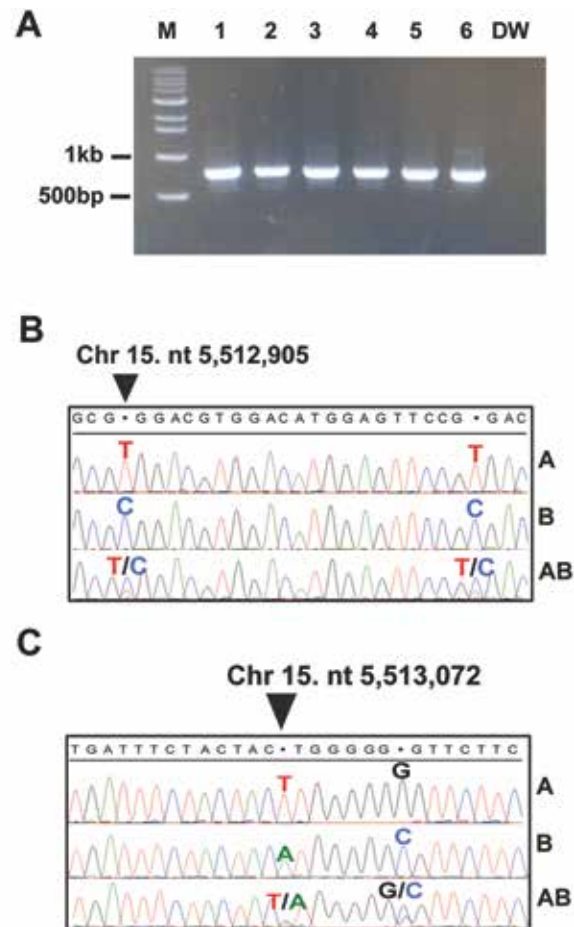 A
M 1 2 3 4 5 6 DW
1kb
500bp
B
Chr 15. nt 5,512,905
GCG•GGACGTGGACATGGAGTTCCG•GAC
T T A
C C B
T/C T/C AB
C
Chr 15. nt 5,513,072
TGATTTCTACTAC•TGGGGGG•GTTCTTC
T G A
A C B
T/A G/C AB